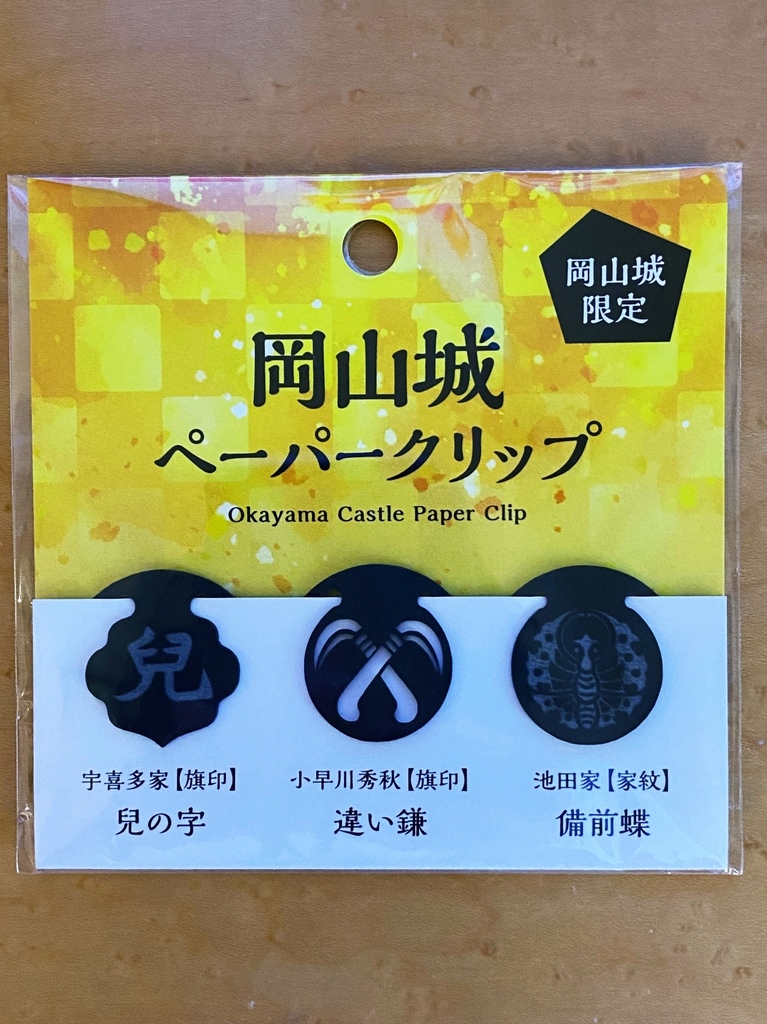 岡山城
限定
岡山城
ペーパークリップ
Okayama Castle Paper Clip
兒
宇喜多家【旗印】
兒の字
小早川秀秋【旗印】
違い鎌
池田家【家紋】
備前蝶